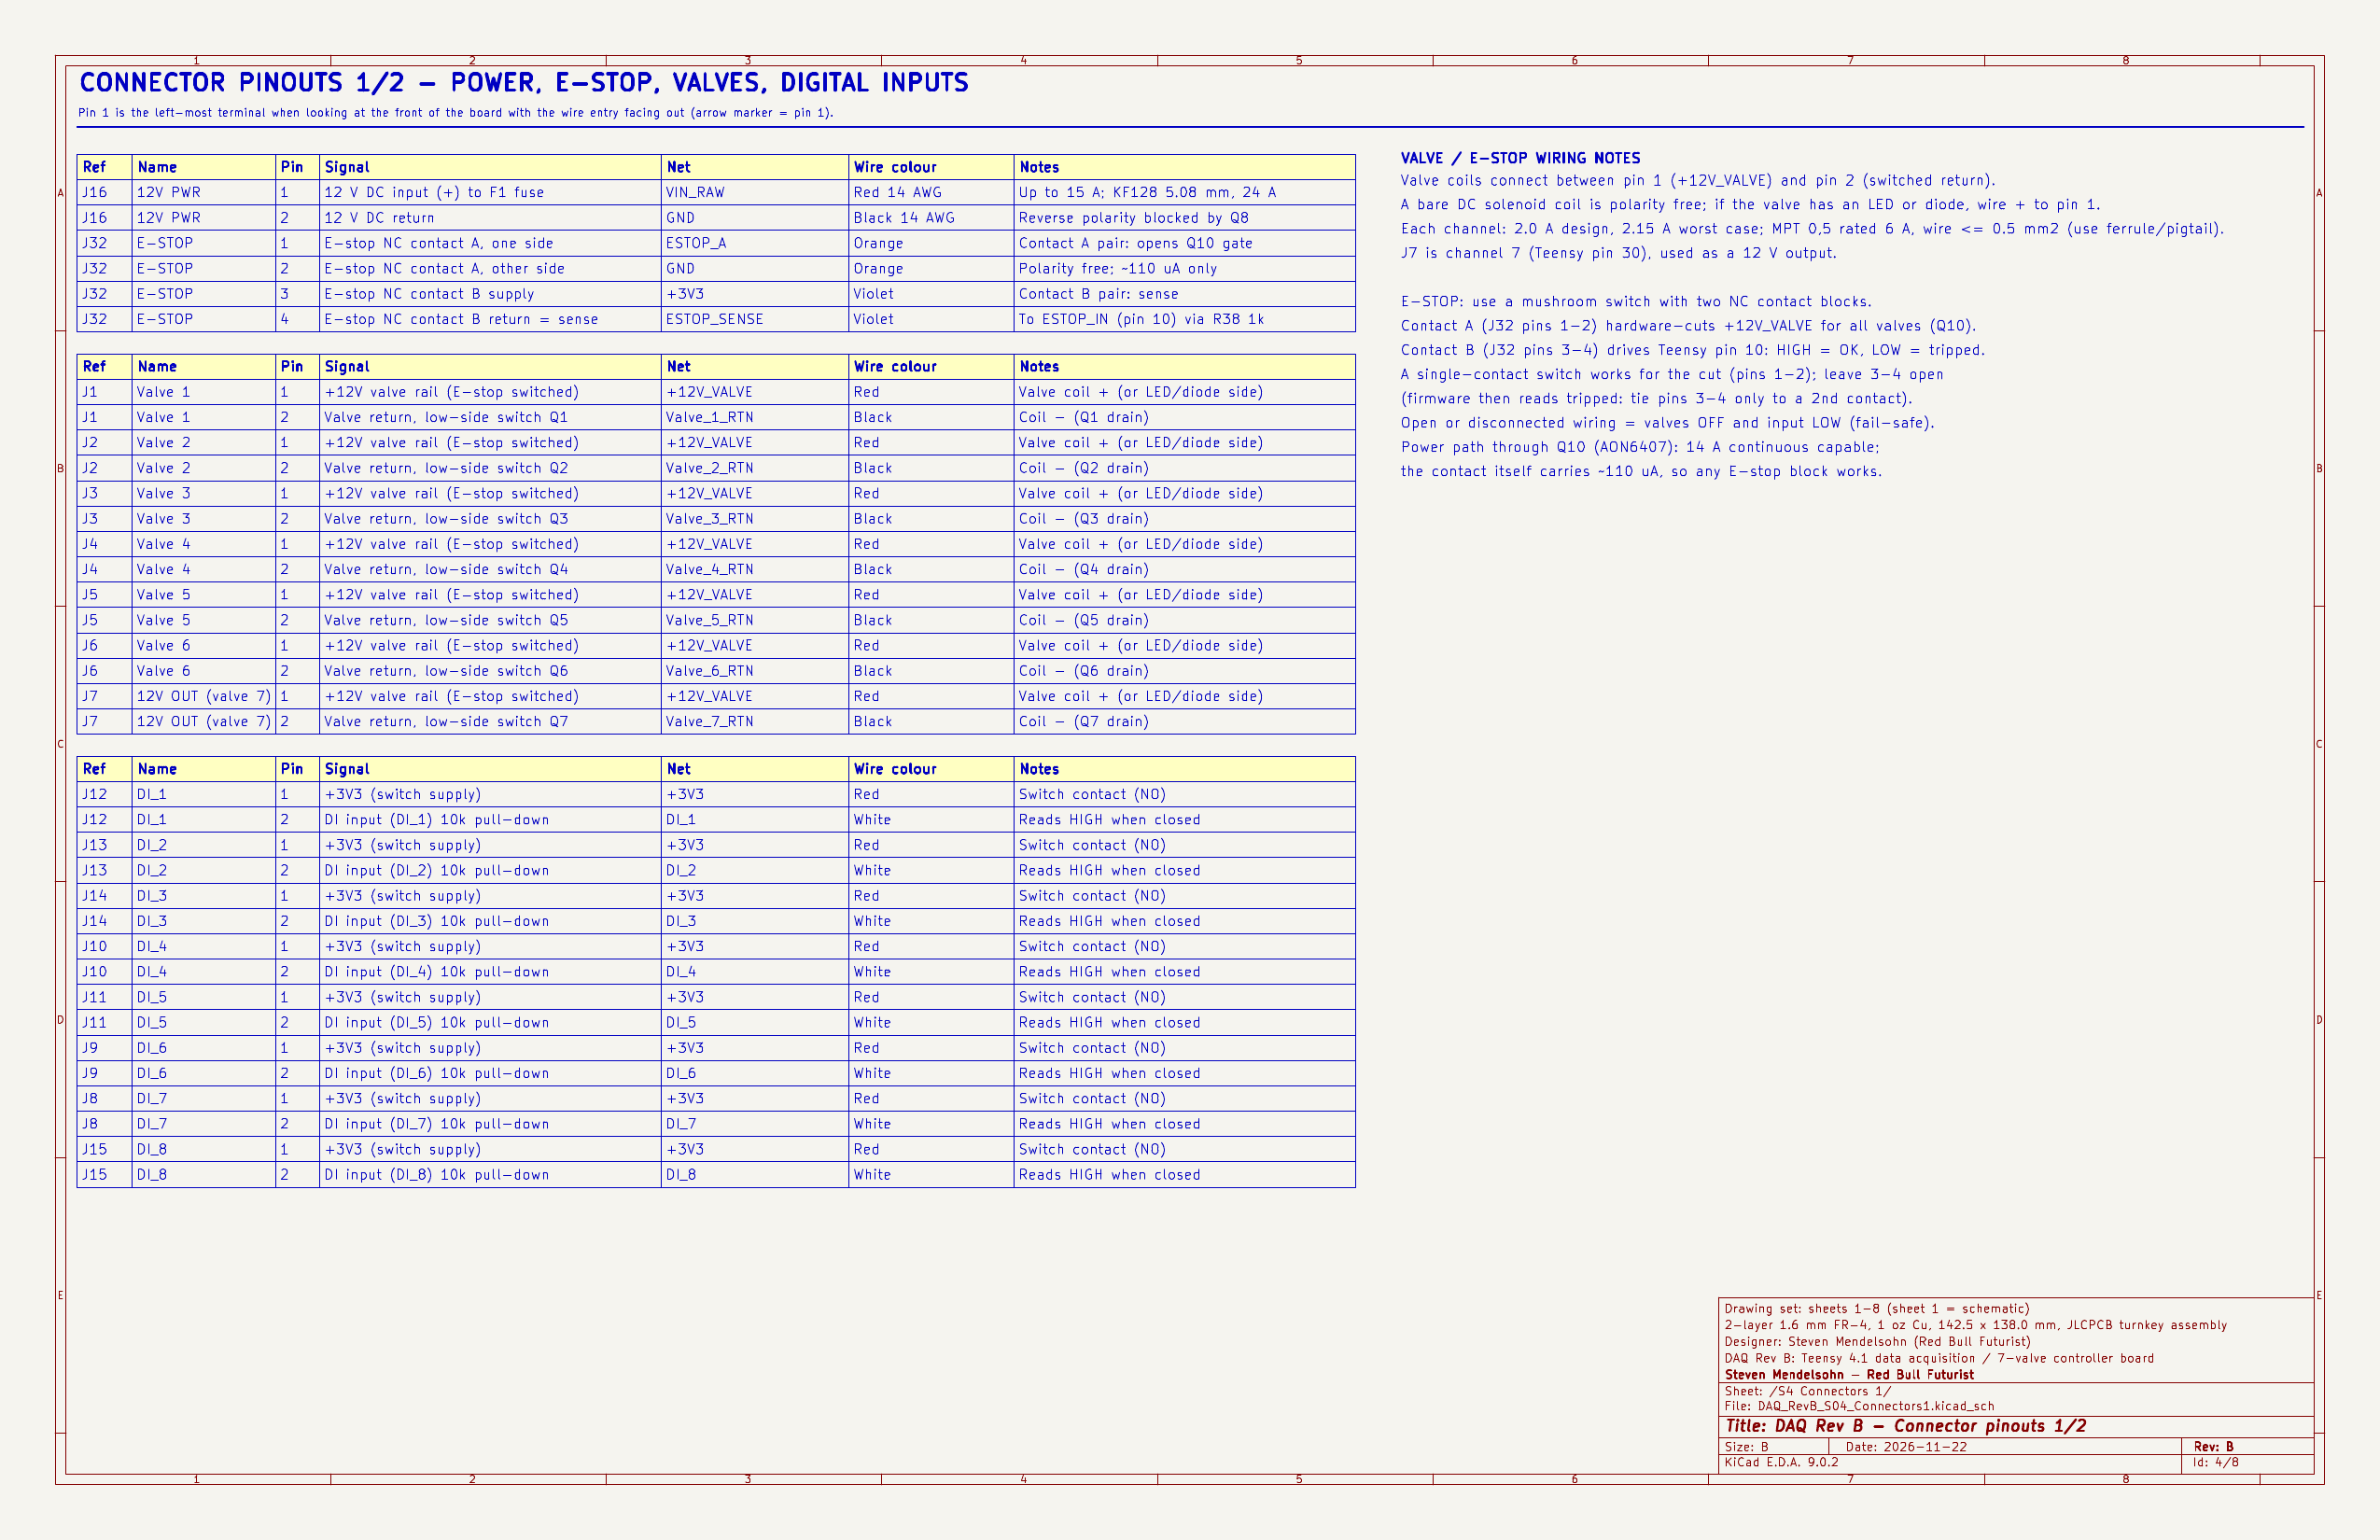 1 2 3 4 5 6 7 8
CONNECTOR PINOUTS 1/2 – POWER, E–STOP, VALVES, DIGITAL INPUTS
Pin 1 is the left–most terminal when looking at the front of the board with the wire entry facing out (arrow marker = pin 1).
Ref Name Pin Signal Net Wire colour Notes
J16 12V PWR 1 12 V DC input (+) to F1 fuse VIN_RAW Red 14 AWG Up to 15 A; KF128 5.08 mm, 24 A
J16 12V PWR 2 12 V DC return GND Black 14 AWG Reverse polarity blocked by Q8
J32 E–STOP 1 E–stop NC contact A, one side ESTOP_A Orange Contact A pair: opens Q10 gate
J32 E–STOP 2 E–stop NC contact A, other side GND Orange Polarity free; ~110 uA only
J32 E–STOP 3 E–stop NC contact B supply +3V3 Violet Contact B pair: sense
J32 E–STOP 4 E–stop NC contact B return = sense ESTOP_SENSE Violet To ESTOP_IN (pin 10) via R38 1k
Ref Name Pin Signal Net Wire colour Notes
J1 Valve 1 1 +12V valve rail (E–stop switched) +12V_VALVE Red Valve coil + (or LED/diode side)
J1 Valve 1 2 Valve return, low–side switch Q1 Valve_1_RTN Black Coil – (Q1 drain)
J2 Valve 2 1 +12V valve rail (E–stop switched) +12V_VALVE Red Valve coil + (or LED/diode side)
J2 Valve 2 2 Valve return, low–side switch Q2 Valve_2_RTN Black Coil – (Q2 drain)
J3 Valve 3 1 +12V valve rail (E–stop switched) +12V_VALVE Red Valve coil + (or LED/diode side)
J3 Valve 3 2 Valve return, low–side switch Q3 Valve_3_RTN Black Coil – (Q3 drain)
J4 Valve 4 1 +12V valve rail (E–stop switched) +12V_VALVE Red Valve coil + (or LED/diode side)
J4 Valve 4 2 Valve return, low–side switch Q4 Valve_4_RTN Black Coil – (Q4 drain)
J5 Valve 5 1 +12V valve rail (E–stop switched) +12V_VALVE Red Valve coil + (or LED/diode side)
J5 Valve 5 2 Valve return, low–side switch Q5 Valve_5_RTN Black Coil – (Q5 drain)
J6 Valve 6 1 +12V valve rail (E–stop switched) +12V_VALVE Red Valve coil + (or LED/diode side)
J6 Valve 6 2 Valve return, low–side switch Q6 Valve_6_RTN Black Coil – (Q6 drain)
J7 12V OUT (valve 7) 1 +12V valve rail (E–stop switched) +12V_VALVE Red Valve coil + (or LED/diode side)
J7 12V OUT (valve 7) 2 Valve return, low–side switch Q7 Valve_7_RTN Black Coil – (Q7 drain)
Ref Name Pin Signal Net Wire colour Notes
J12 DI_1 1 +3V3 (switch supply) +3V3 Red Switch contact (NO)
J12 DI_1 2 DI input (DI_1) 10k pull–down DI_1 White Reads HIGH when closed
J13 DI_2 1 +3V3 (switch supply) +3V3 Red Switch contact (NO)
J13 DI_2 2 DI input (DI_2) 10k pull–down DI_2 White Reads HIGH when closed
J14 DI_3 1 +3V3 (switch supply) +3V3 Red Switch contact (NO)
J14 DI_3 2 DI input (DI_3) 10k pull–down DI_3 White Reads HIGH when closed
J10 DI_4 1 +3V3 (switch supply) +3V3 Red Switch contact (NO)
J10 DI_4 2 DI input (DI_4) 10k pull–down DI_4 White Reads HIGH when closed
J11 DI_5 1 +3V3 (switch supply) +3V3 Red Switch contact (NO)
J11 DI_5 2 DI input (DI_5) 10k pull–down DI_5 White Reads HIGH when closed
J9 DI_6 1 +3V3 (switch supply) +3V3 Red Switch contact (NO)
J9 DI_6 2 DI input (DI_6) 10k pull–down DI_6 White Reads HIGH when closed
J8 DI_7 1 +3V3 (switch supply) +3V3 Red Switch contact (NO)
J8 DI_7 2 DI input (DI_7) 10k pull–down DI_7 White Reads HIGH when closed
J15 DI_8 1 +3V3 (switch supply) +3V3 Red Switch contact (NO)
J15 DI_8 2 DI input (DI_8) 10k pull–down DI_8 White Reads HIGH when closed
VALVE / E–STOP WIRING NOTES
Valve coils connect between pin 1 (+12V_VALVE) and pin 2 (switched return).
A bare DC solenoid coil is polarity free; if the valve has an LED or diode, wire + to pin 1.
Each channel: 2.0 A design, 2.15 A worst case; MPT 0,5 rated 6 A, wire <= 0.5 mm2 (use ferrule/pigtail).
J7 is channel 7 (Teensy pin 30), used as a 12 V output.
E–STOP: use a mushroom switch with two NC contact blocks.
Contact A (J32 pins 1–2) hardware–cuts +12V_VALVE for all valves (Q10).
Contact B (J32 pins 3–4) drives Teensy pin 10: HIGH = OK, LOW = tripped.
A single–contact switch works for the cut (pins 1–2); leave 3–4 open
(firmware then reads tripped: tie pins 3–4 only to a 2nd contact).
Open or disconnected wiring = valves OFF and input LOW (fail–safe).
Power path through Q10 (AON6407): 14 A continuous capable;
the contact itself carries ~110 uA, so any E–stop block works.
A
B
C
D
E
A
B
C
D
E
Drawing set: sheets 1–8 (sheet 1 = schematic)
2–layer 1.6 mm FR–4, 1 oz Cu, 142.5 x 138.0 mm, JLCPCB turnkey assembly
Designer: Steven Mendelsohn (Red Bull Futurist)
DAQ Rev B: Teensy 4.1 data acquisition / 7–valve controller board
Steven Mendelsohn – Red Bull Futurist
Sheet: /S4 Connectors 1/
File: DAQ_RevB_S04_Connectors1.kicad_sch
Title: DAQ Rev B – Connector pinouts 1/2
Size: B Date: 2026–11–22 Rev: B
KiCad E.D.A. 9.0.2 Id: 4/8
1 2 3 4 5 6 7 8